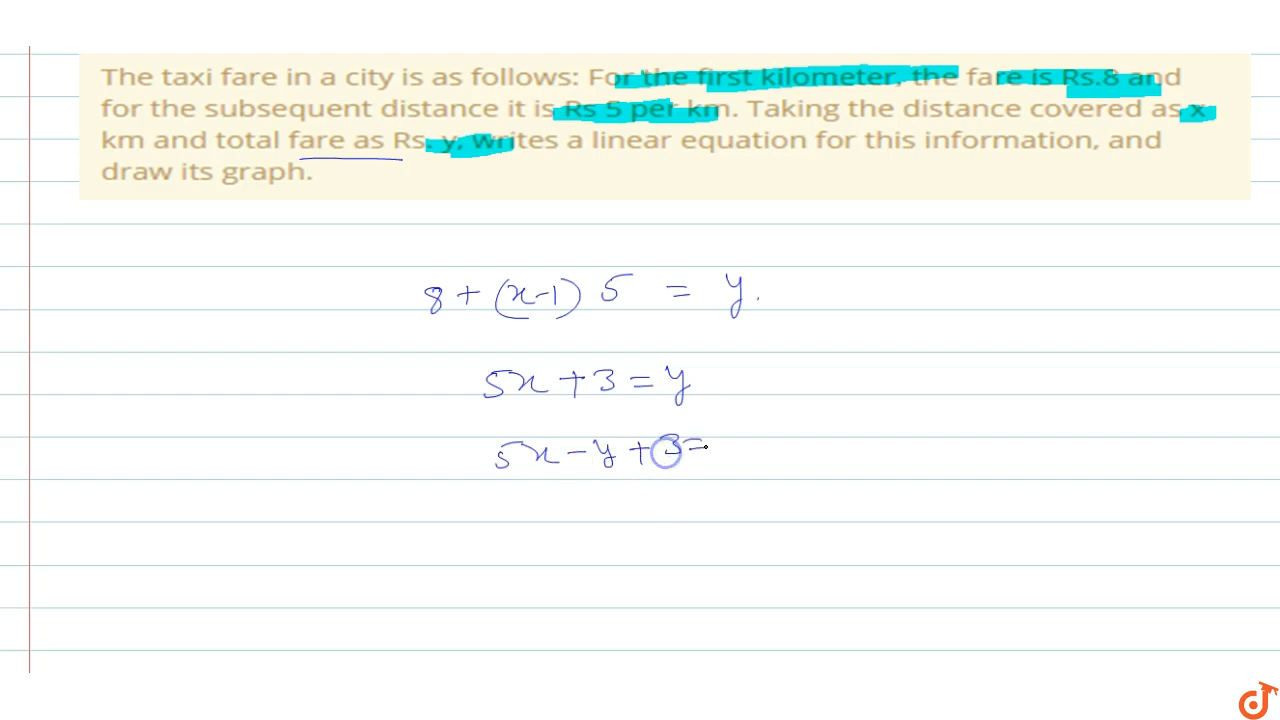 The taxi fare in a city is as follows: For the first kilometer, the fare is Rs.8 and
for the subsequent distance it is Rs 5 per km. Taking the distance covered as x
km and total fare as Rs. y, writes a linear equation for this information, and
draw its graph.
8 + (x-1) 5 = y.
5x + 3 = y
5x - y + 3 =